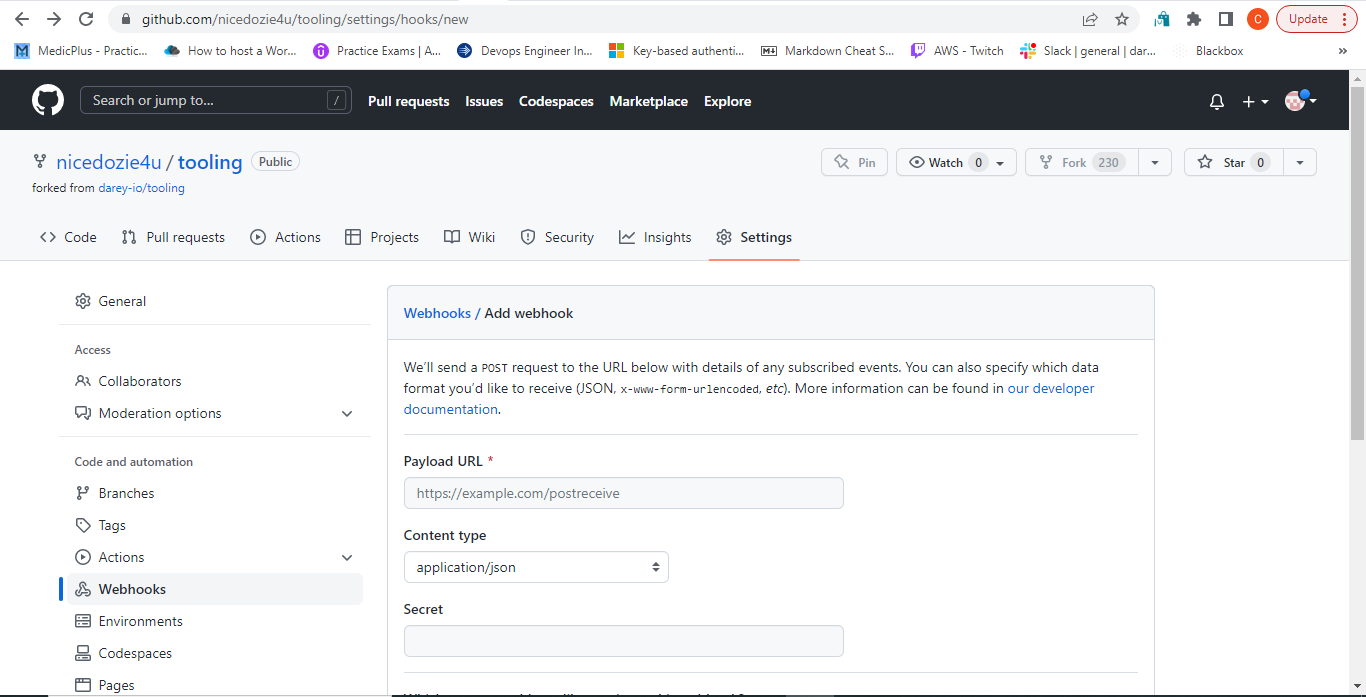 github.com/nicedozie4u/tooling/settings/hooks/new
C
Update
MedicPlus - Practic...
How to host a Wor...
Practice Exams | A...
Devops Engineer In...
Key-based authenti...
Markdown Cheat S...
AWS - Twitch
Slack | general | dar...
Blackbox
»
Search or jump to... /
Pull requests
Issues
Codespaces
Marketplace
Explore
nicedozie4u / tooling
Public
Pin
Watch 0
Fork 230
Star 0
forked from darey-io/tooling
Code
Pull requests
Actions
Projects
Wiki
Security
Insights
Settings
General
Access
Collaborators
Moderation options
Code and automation
Branches
Tags
Actions
Webhooks
Environments
Codespaces
Pages
Webhooks / Add webhook
We'll send a POST request to the URL below with details of any subscribed events. You can also specify which data
format you'd like to receive (JSON, x-www-form-urlencoded, etc). More information can be found in our developer
documentation.
Payload URL *
https://example.com/postreceive
Content type
application/json
Secret